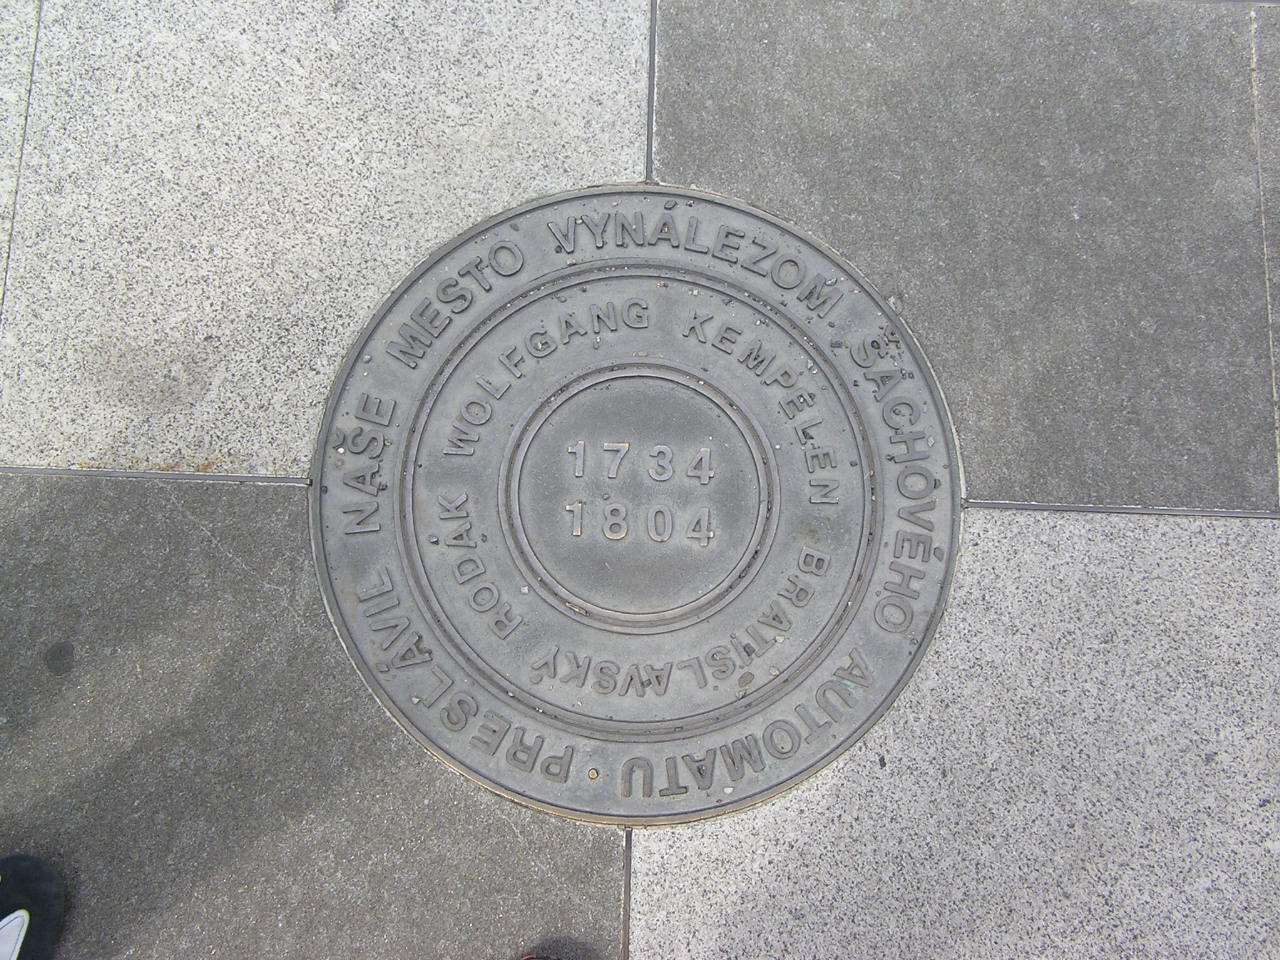 PRESLÁVIL NAŠE MESTO VYNÁLEZOM ŠACHOVÉHO AUTOMATU ·
BRATISLAVSKÝ RODÁK WOLFGANG KEMPELEN
1734
1804